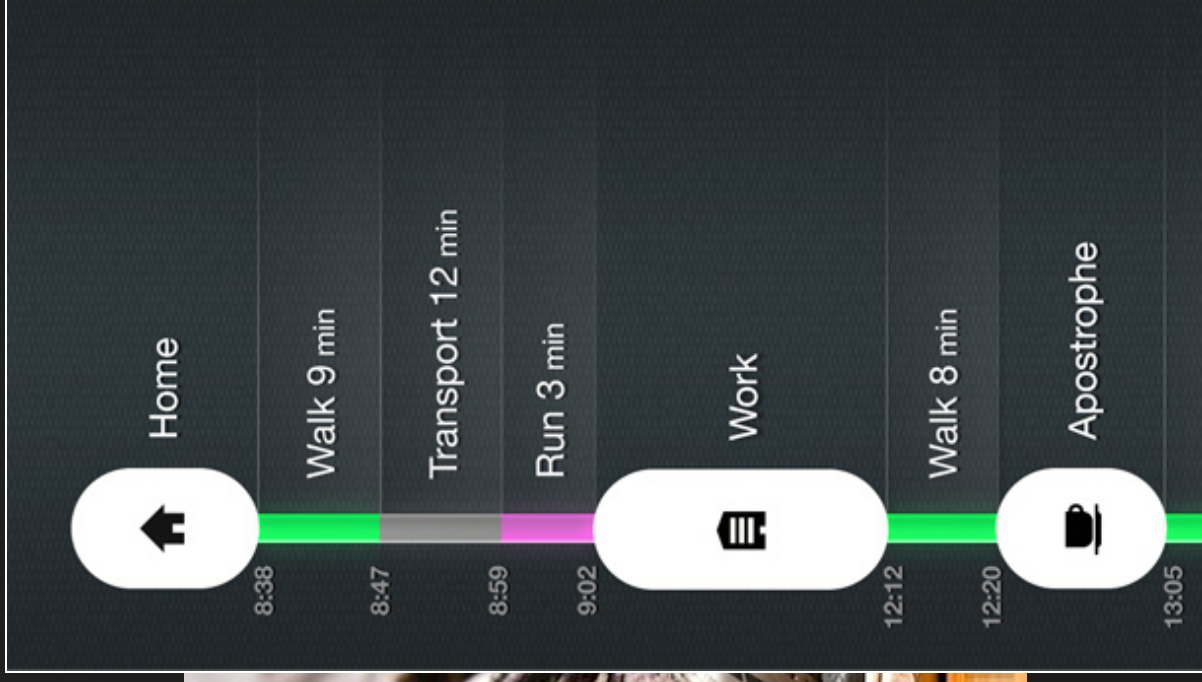 Home
8:38
Walk 9 min
8:47
Transport 12 min
8:59
Run 3 min
9:02
Work
12:12
Walk 8 min
12:20
Apostrophe
13:05